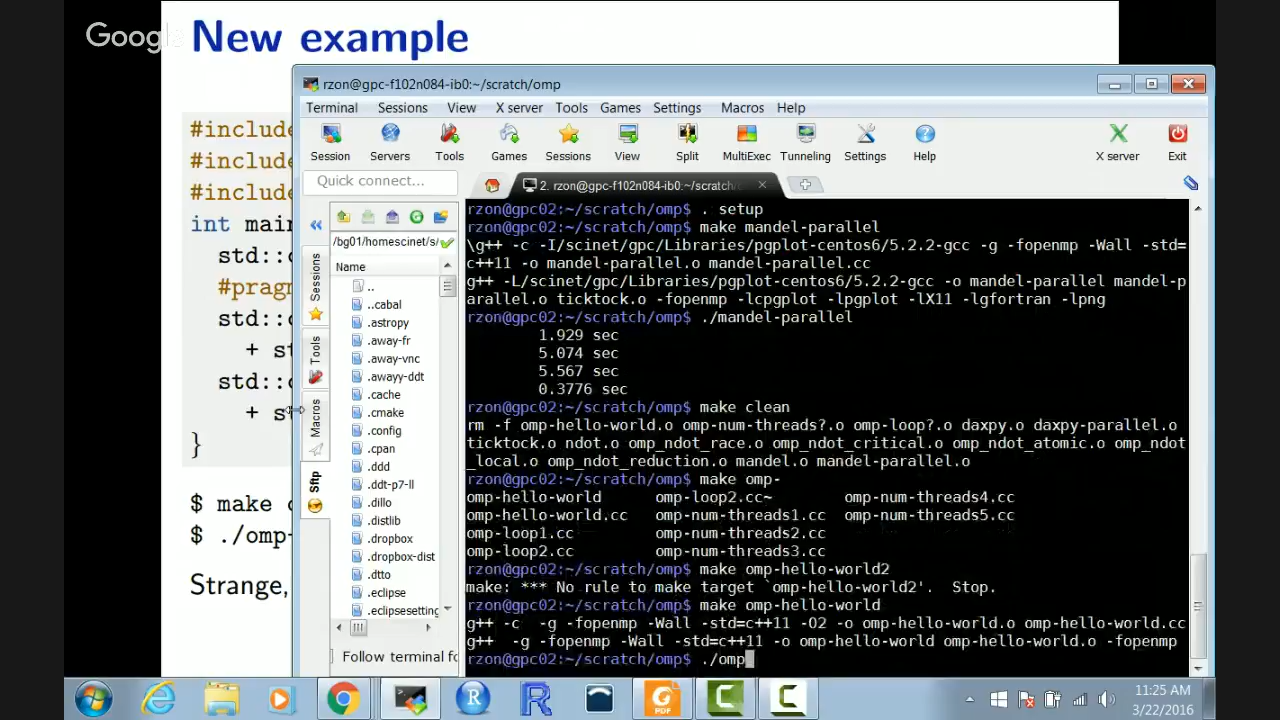 Google
New example
#include
#include
#include
int main
std::c
#pragm
std::c
+ st
std::c
+ st
}
$ make
$ ./omp-
Strange,
rzon@gpc-f102n084-ib0:~/scratch/omp
Terminal Sessions View X server Tools Games Settings Macros Help
Session Servers Tools Games Sessions View Split MultiExec Tunneling Settings Help X server Exit
Quick connect...
2. rzon@gpc-f102n084-ib0:~/scratch/
/bg01/homescinet/s/
Name
Sessions
Tools
Macros
Sftp
..
..cabal
.astropy
.away-fr
.away-vnc
.awayy-ddt
.cache
.cmake
.config
.cpan
.ddd
.ddt-p7-ll
.dillo
.distlib
.dropbox
.dropbox-dist
.dtto
.eclipse
.eclipsesetting
Follow terminal fo
rzon@gpc02:~/scratch/omp$ . setup
rzon@gpc02:~/scratch/omp$ make mandel-parallel
\g++ -c -I/scinet/gpc/Libraries/pgplot-centos6/5.2.2-gcc -g -fopenmp -Wall -std=
c++11 -o mandel-parallel.o mandel-parallel.cc
g++ -L/scinet/gpc/Libraries/pgplot-centos6/5.2.2-gcc -o mandel-parallel mandel-p
arallel.o ticktock.o -fopenmp -lcpgplot -lpgplot -lX11 -lgfortran -lpng
rzon@gpc02:~/scratch/omp$ ./mandel-parallel
1.929 sec
5.074 sec
5.567 sec
0.3776 sec
rzon@gpc02:~/scratch/omp$ make clean
rm -f omp-hello-world.o omp-num-threads?.o omp-loop?.o daxpy.o daxpy-parallel.o
ticktock.o ndot.o omp_ndot_race.o omp_ndot_critical.o omp_ndot_atomic.o omp_ndot
_local.o omp_ndot_reduction.o mandel.o mandel-parallel.o
rzon@gpc02:~/scratch/omp$ make omp-
omp-hello-world omp-loop2.cc~ omp-num-threads4.cc
omp-hello-world.cc omp-num-threads1.cc omp-num-threads5.cc
omp-loop1.cc omp-num-threads2.cc
omp-loop2.cc omp-num-threads3.cc
rzon@gpc02:~/scratch/omp$ make omp-hello-world2
make: *** No rule to make target `omp-hello-world2'.  Stop.
rzon@gpc02:~/scratch/omp$ make omp-hello-world
g++ -c  -g -fopenmp -Wall -std=c++11 -O2 -o omp-hello-world.o omp-hello-world.cc
g++  -g -fopenmp -Wall -std=c++11 -o omp-hello-world omp-hello-world.o -fopenmp
rzon@gpc02:~/scratch/omp$ ./omp
PDF
11:25 AM
3/22/2016